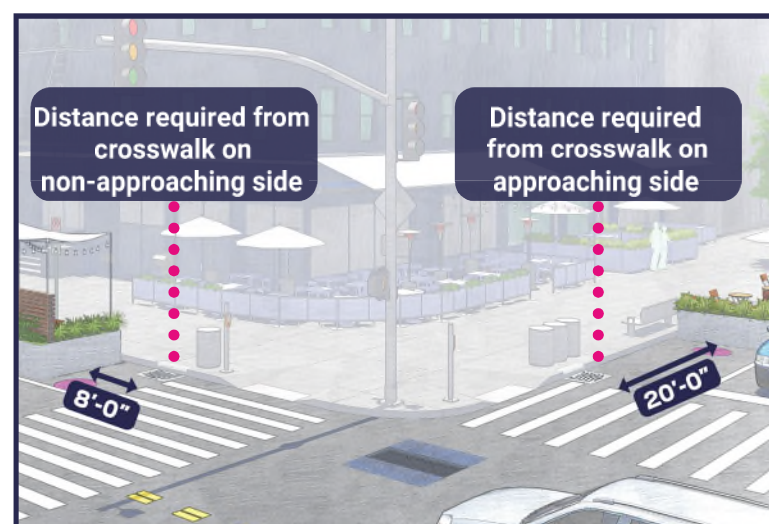 Distance required from
crosswalk on
non-approaching side
Distance required
from crosswalk on
approaching side
8'-0"
20'-0"